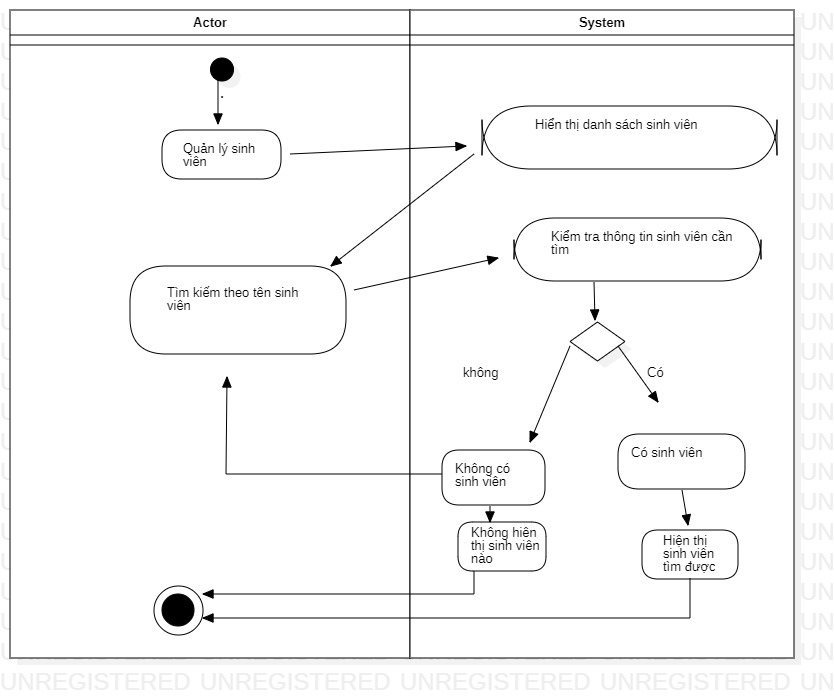 Actor
System
Quản lý sinh
viên
Hiển thị danh sách sinh viên
Kiểm tra thông tin sinh viên cần
tìm
Tìm kiếm theo tên sinh
viên
không
Có
Không có
sinh viên
Có sinh viên
Không hiên
thị sinh viên
nào
Hiện thị
sinh viên
tìm được
UNREGISTERED UNREGISTERED UNREGISTERED UNREGISTERED UN